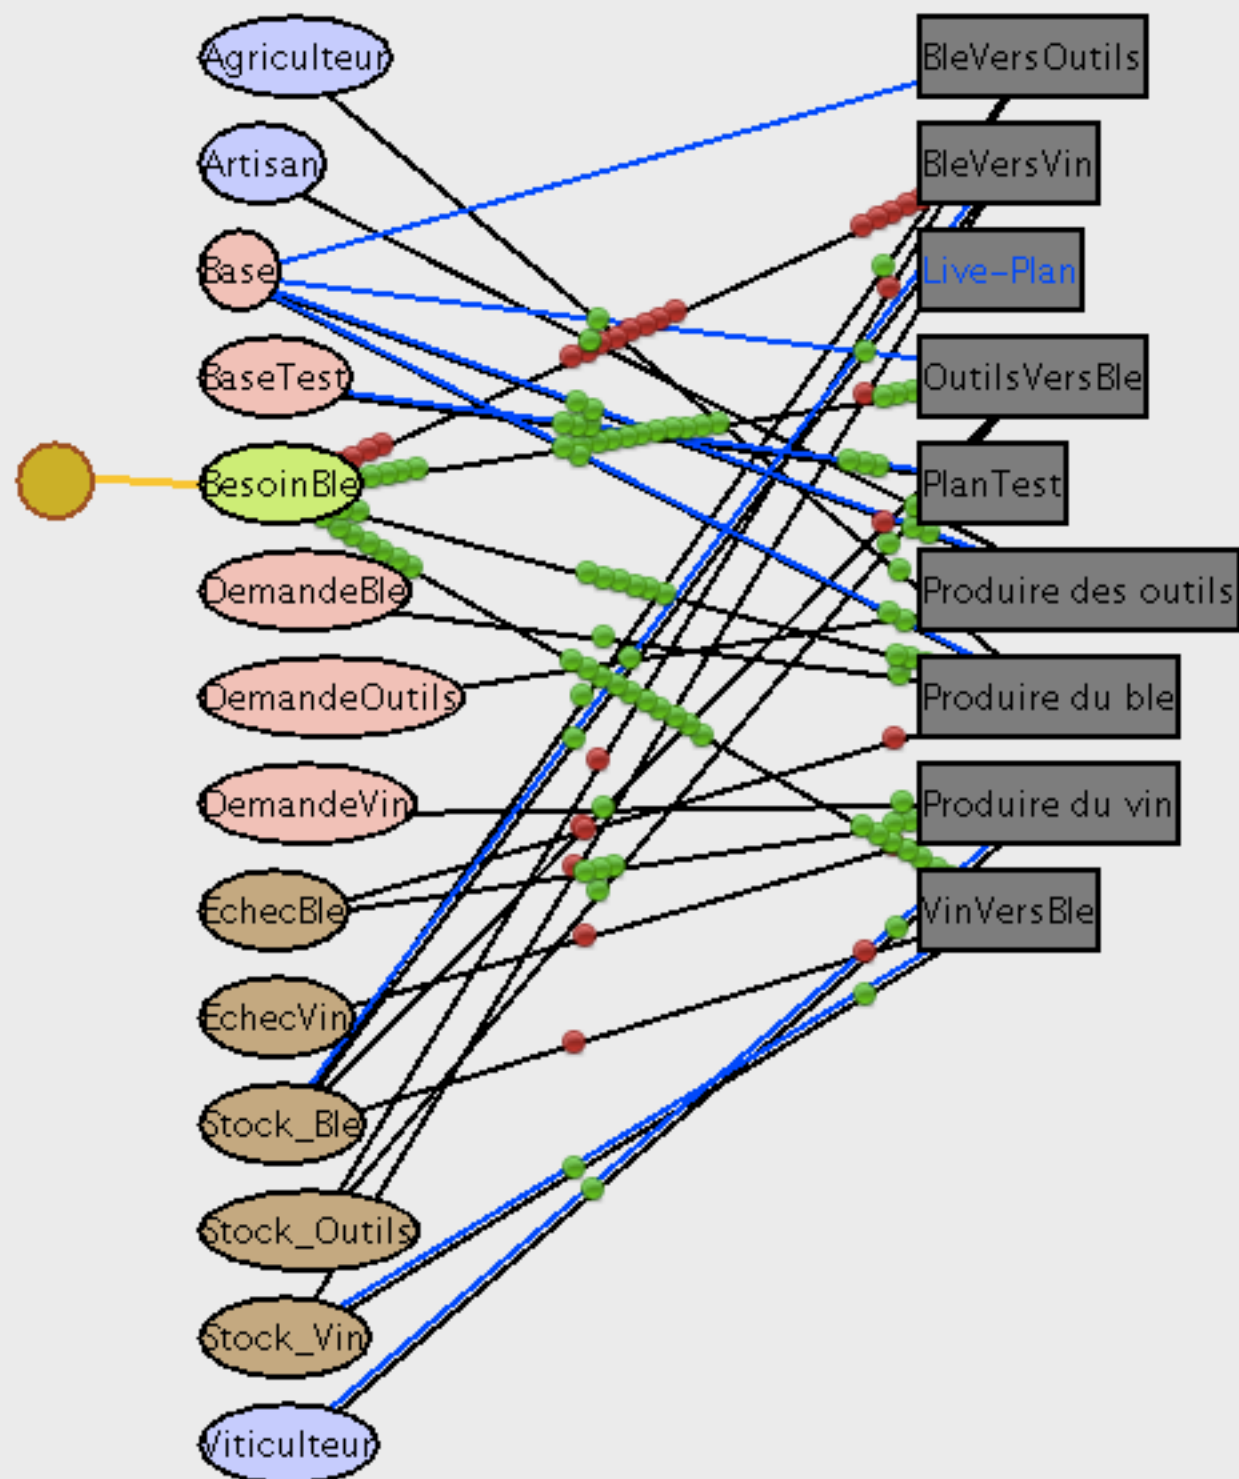 Agriculteur
Artisan
Base
BaseTest
BesoinBle
DemandeBle
DemandeOutils
DemandeVin
EchecBle
EchecVin
Stock_Ble
Stock_Outils
Stock_Vin
Viticulteur
BleVersOutils
BleVersVin
Live-Plan
OutilsVersBle
PlanTest
Produire des outils
Produire du ble
Produire du vin
VinVersBle